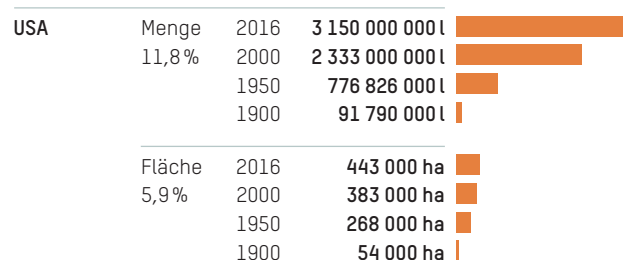 USA Menge 2016 3 150 000 000 l
11,8 % 2000 2 333 000 000 l
1950 776 826 000 l
1900 91 790 000 l
Fläche 2016 443 000 ha
5,9 % 2000 383 000 ha
1950 268 000 ha
1900 54 000 ha